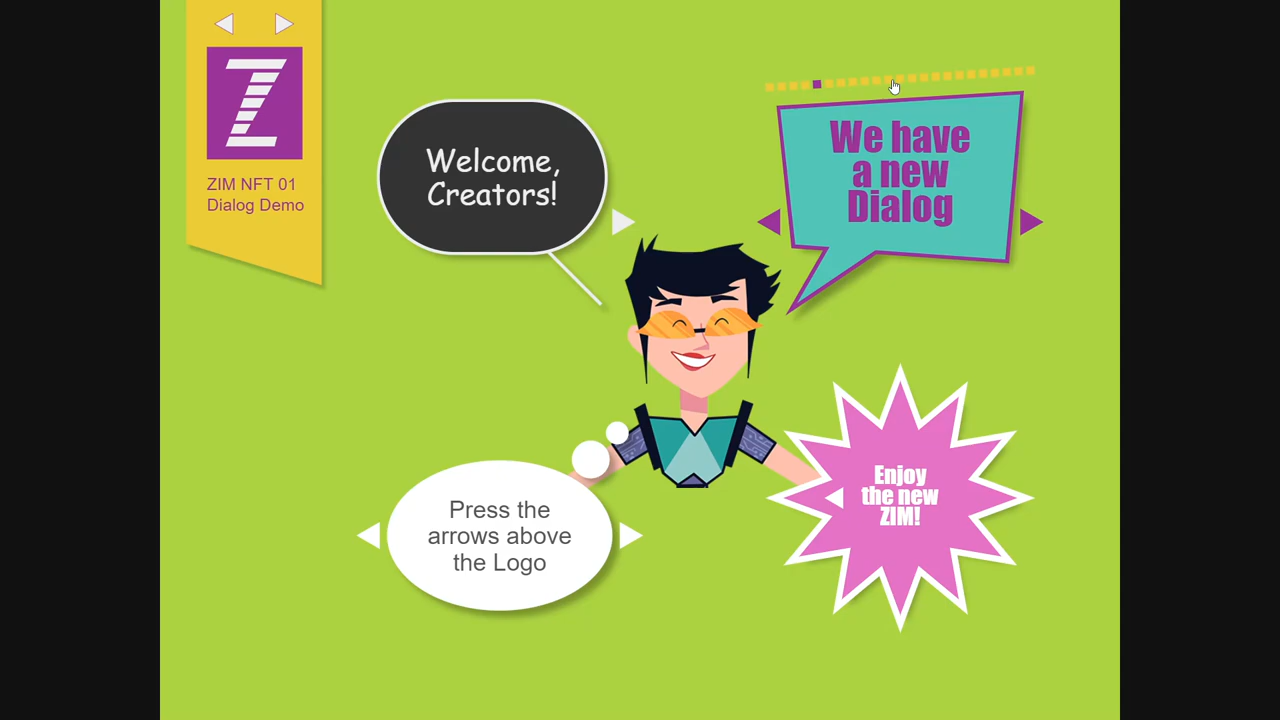 Z
ZIM NFT 01
Dialog Demo
Welcome,
Creators!
We have
a new
Dialog
Press the
arrows above
the Logo
Enjoy
the new
ZIM!